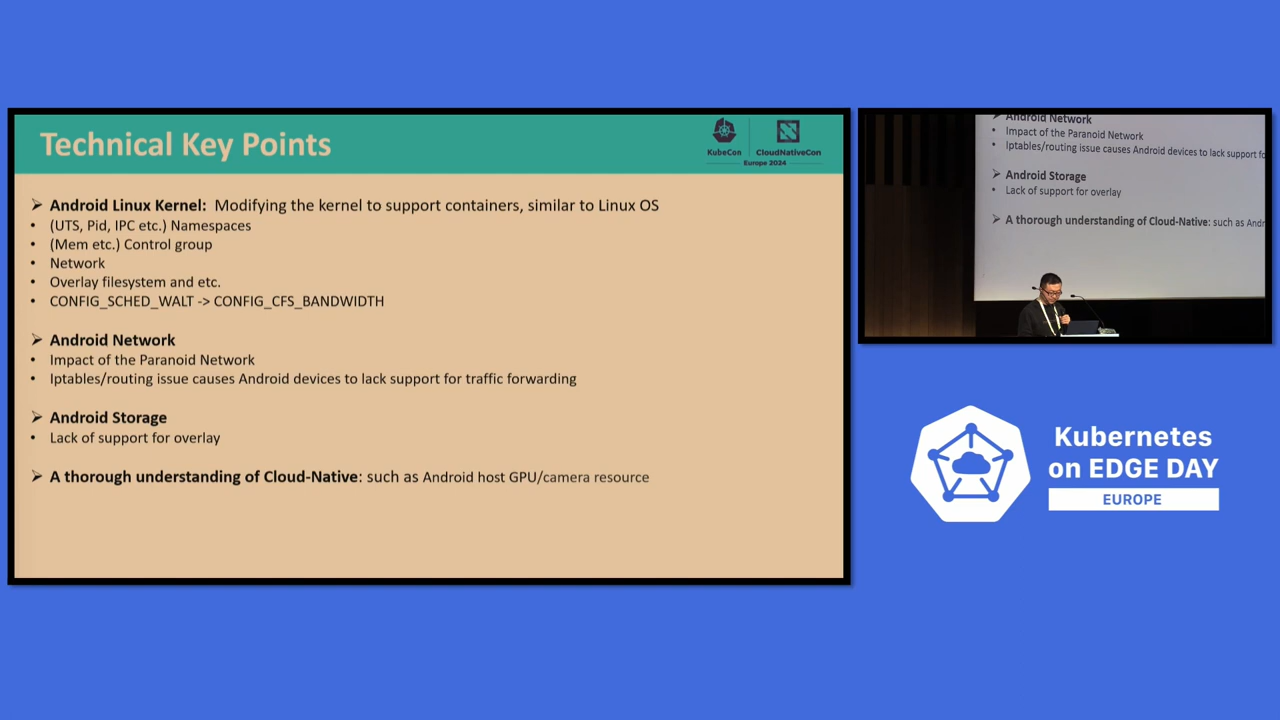 Technical Key Points
KubeCon
CloudNativeCon
Europe 2024
➢ Android Linux Kernel: Modifying the kernel to support containers, similar to Linux OS
• (UTS, Pid, IPC etc.) Namespaces
• (Mem etc.) Control group
• Network
• Overlay filesystem and etc.
• CONFIG_SCHED_WALT -> CONFIG_CFS_BANDWIDTH
➢ Android Network
• Impact of the Paranoid Network
• Iptables/routing issue causes Android devices to lack support for traffic forwarding
➢ Android Storage
• Lack of support for overlay
➢ A thorough understanding of Cloud-Native: such as Android host GPU/camera resource
➢ Android Network
• Impact of the Paranoid Network
• Iptables/routing issue causes Android devices to lack support fo
➢ Android Storage
• Lack of support for overlay
➢ A thorough understanding of Cloud-Native: such as Andr
Kubernetes
on EDGE DAY
EUROPE